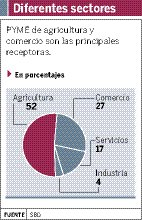 Diferentes sectores
PYME de agricultura y
comercio son las principales
receptoras.
En porcentajes
Agricultura
52
Comercio
27
Servicios
17
Industria
4
FUENTE SBD